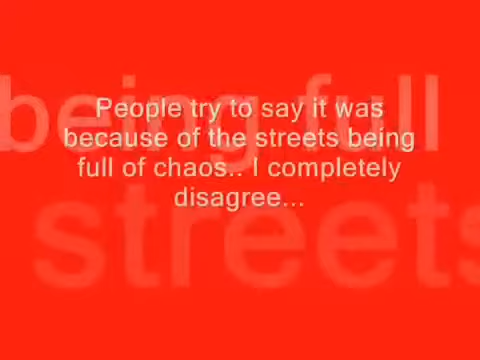 People try to say it was
because of the streets being
full of chaos.. I completely
disagree...
being full
streets